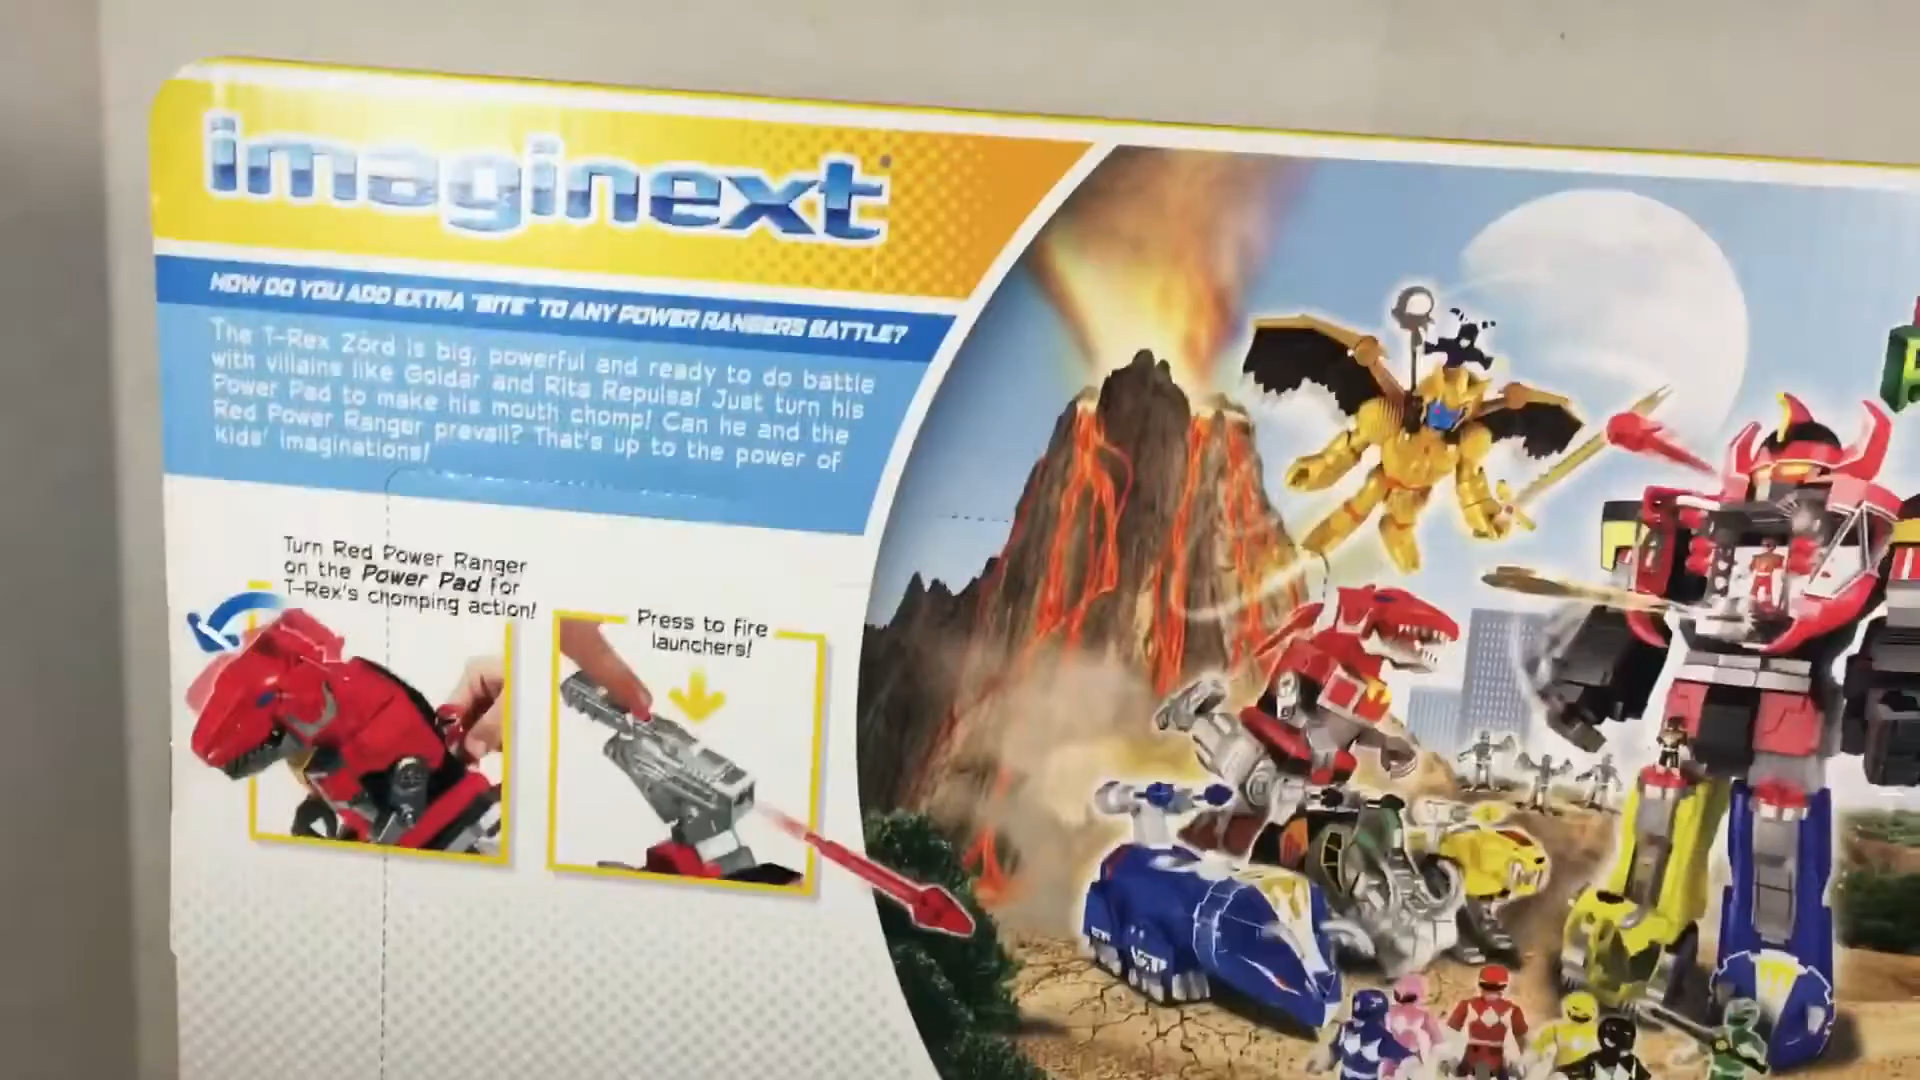 imaginext
HOW DO YOU ADD EXTRA "BITE" TO ANY POWER RANGERS BATTLE?
The T-Rex Zord is big, powerful and ready to do battle
with villains like Goldar and Rita Repulsa! Just turn his
Power Pad to make his mouth chomp! Can he and the
Red Power Ranger prevail? That's up to the power of
kids' imaginations!
Turn Red Power Ranger
on the Power Pad for
T-Rex's chomping action!
Press to fire
launchers!